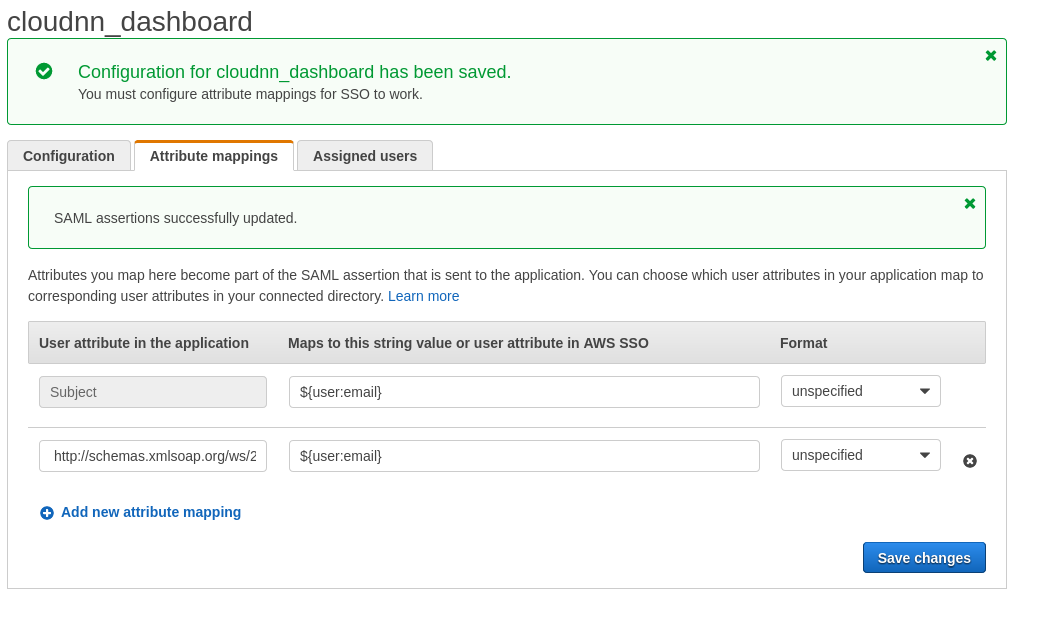 cloudnn_dashboard
Configuration for cloudnn_dashboard has been saved.
You must configure attribute mappings for SSO to work.
Configuration
Attribute mappings
Assigned users
SAML assertions successfully updated.
Attributes you map here become part of the SAML assertion that is sent to the application. You can choose which user attributes in your application map to
corresponding user attributes in your connected directory. Learn more
User attribute in the application
Maps to this string value or user attribute in AWS SSO
Format
Subject
${user:email}
unspecified
http://schemas.xmlsoap.org/ws/2
${user:email}
unspecified
Add new attribute mapping
Save changes